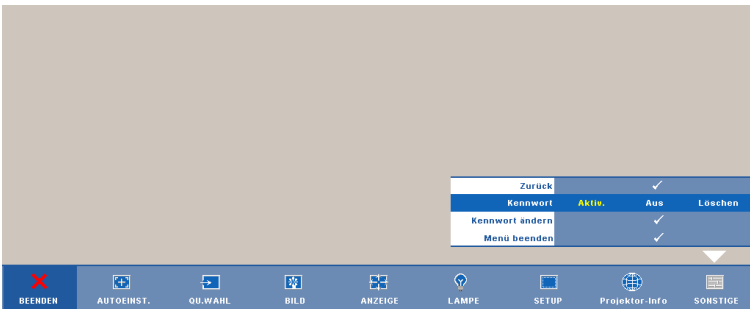 Zurück
Kennwort Aktiv. Aus Löschen
Kennwort ändern
Menü beenden
BEENDEN AUTOEINST. QU.WAHL BILD ANZEIGE LAMPE SETUP Projektor-Info SONSTIGE